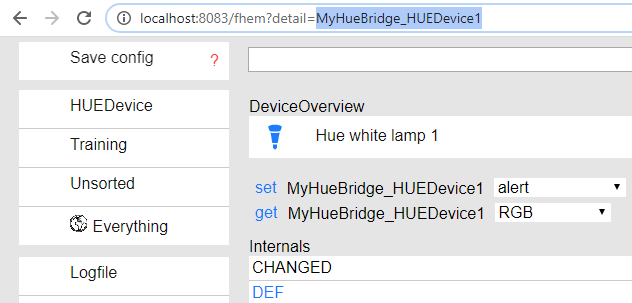 localhost:8083/fhem?detail=MyHueBridge_HUEDevice1
Save config ?
HUEDevice
Training
Unsorted
Everything
Logfile
DeviceOverview
Hue white lamp 1
set MyHueBridge_HUEDevice1 alert
get MyHueBridge_HUEDevice1 RGB
Internals
CHANGED
DEF